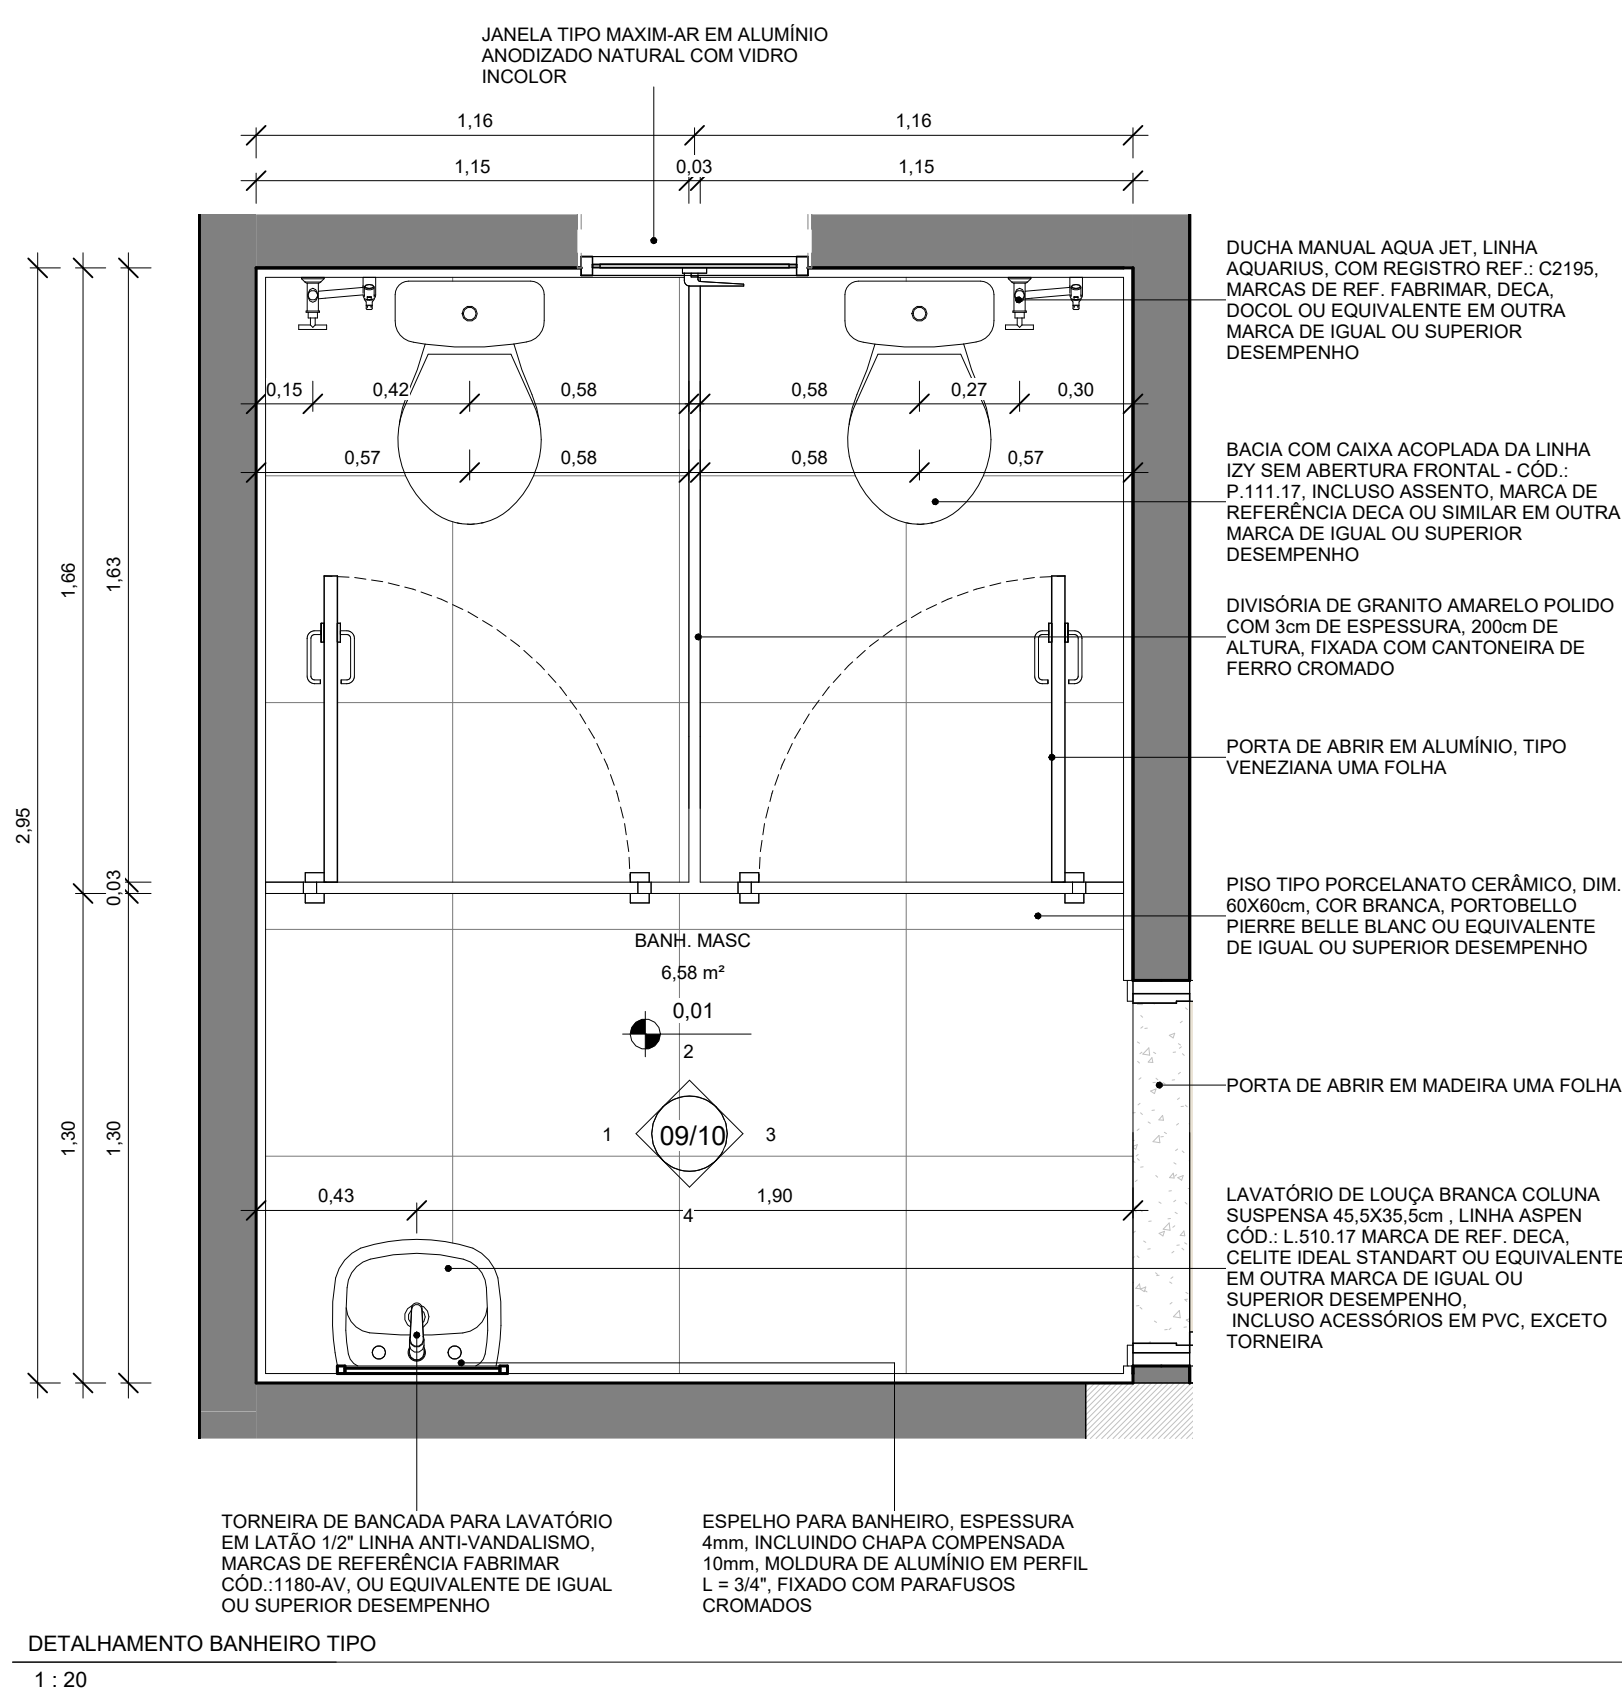 JANELA TIPO MAXIM-AR EM ALUMÍNIO
ANODIZADO NATURAL COM VIDRO
INCOLOR
1,16
1,16
1,15
0,03
1,15
DUCHA MANUAL AQUA JET, LINHA
AQUARIUS, COM REGISTRO REF.: C2195,
MARCAS DE REF. FABRIMAR, DECA,
DOCOL OU EQUIVALENTE EM OUTRA
MARCA DE IGUAL OU SUPERIOR
DESEMPENHO
0,15
0,42
0,58
0,58
0,27
0,30
0,57
0,58
0,58
0,57
BACIA COM CAIXA ACOPLADA DA LINHA
IZY SEM ABERTURA FRONTAL - CÓD.:
P.111.17, INCLUSO ASSENTO, MARCA DE
REFERÊNCIA DECA OU SIMILAR EM OUTRA
MARCA DE IGUAL OU SUPERIOR
DESEMPENHO
1,66
1,63
DIVISÓRIA DE GRANITO AMARELO POLIDO
COM 3cm DE ESPESSURA, 200cm DE
ALTURA, FIXADA COM CANTONEIRA DE
FERRO CROMADO
PORTA DE ABRIR EM ALUMÍNIO, TIPO
VENEZIANA UMA FOLHA
2,95
0,03
PISO TIPO PORCELANATO CERÂMICO, DIM.
60X60cm, COR BRANCA, PORTOBELLO
PIERRE BELLE BLANC OU EQUIVALENTE
DE IGUAL OU SUPERIOR DESEMPENHO
BANH. MASC
6,58 m²
0,01
2
1
09/10
3
4
1,30
1,30
PORTA DE ABRIR EM MADEIRA UMA FOLHA
0,43
1,90
LAVATÓRIO DE LOUÇA BRANCA COLUNA
SUSPENSA 45,5X35,5cm , LINHA ASPEN
CÓD.: L.510.17 MARCA DE REF. DECA,
CELITE IDEAL STANDART OU EQUIVALENTE
EM OUTRA MARCA DE IGUAL OU
SUPERIOR DESEMPENHO,
INCLUSO ACESSÓRIOS EM PVC, EXCETO
TORNEIRA
TORNEIRA DE BANCADA PARA LAVATÓRIO
EM LATÃO 1/2" LINHA ANTI-VANDALISMO,
MARCAS DE REFERÊNCIA FABRIMAR
CÓD.:1180-AV, OU EQUIVALENTE DE IGUAL
OU SUPERIOR DESEMPENHO
ESPELHO PARA BANHEIRO, ESPESSURA
4mm, INCLUINDO CHAPA COMPENSADA
10mm, MOLDURA DE ALUMÍNIO EM PERFIL
L = 3/4", FIXADO COM PARAFUSOS
CROMADOS
DETALHAMENTO BANHEIRO TIPO
1 : 20